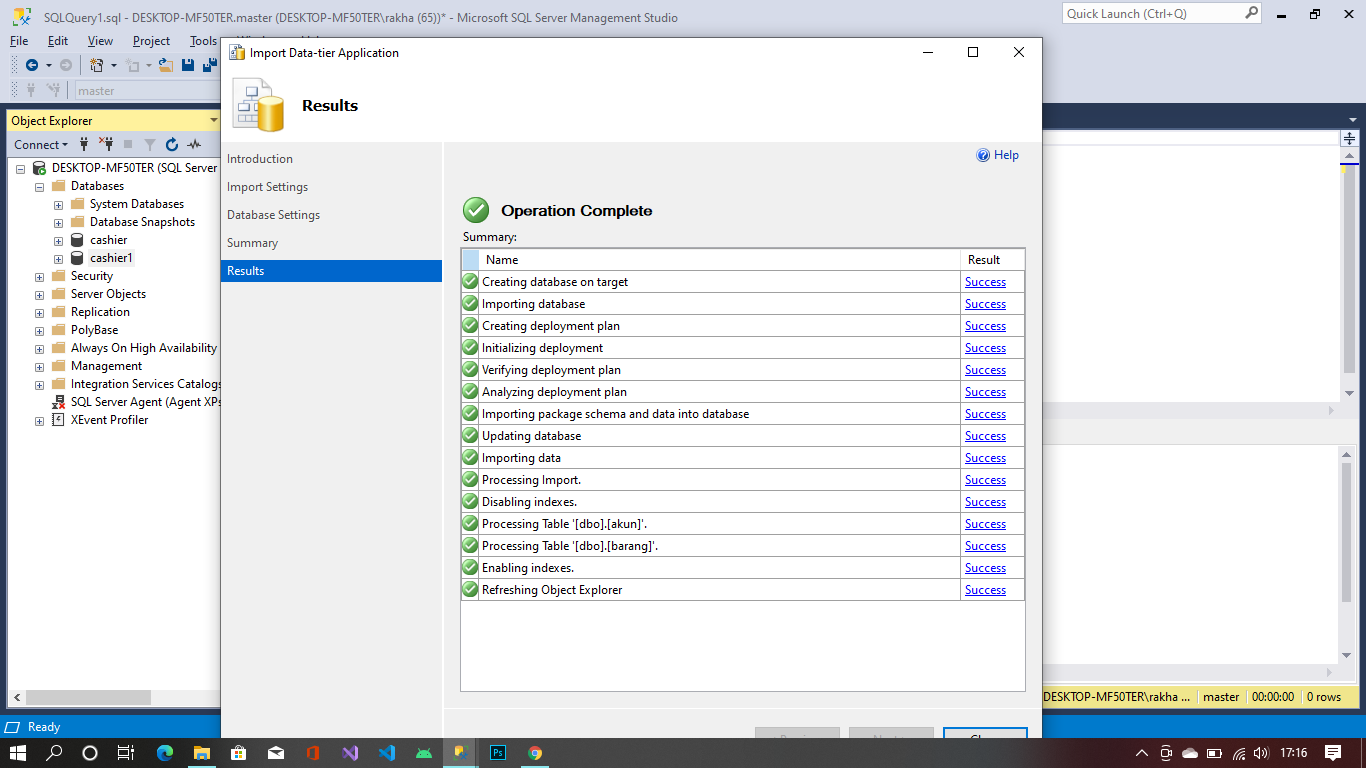 SQLQuery1.sql - DESKTOP-MF50TER.master (DESKTOP-MF50TER\rakha (65))* - Microsoft SQL Server Management Studio
Quick Launch (Ctrl+Q)
File Edit View Project Tools
master
Import Data-tier Application
Results
Object Explorer
Connect
DESKTOP-MF50TER (SQL Server
Databases
System Databases
Database Snapshots
cashier
cashier1
Security
Server Objects
Replication
PolyBase
Always On High Availability
Management
Integration Services Catalogs
SQL Server Agent (Agent XPs
XEvent Profiler
Introduction
Import Settings
Database Settings
Summary
Results
Help
Operation Complete
Summary:
Name Result
Creating database on target Success
Importing database Success
Creating deployment plan Success
Initializing deployment Success
Verifying deployment plan Success
Analyzing deployment plan Success
Importing package schema and data into database Success
Updating database Success
Importing data Success
Processing Import. Success
Disabling indexes. Success
Processing Table '[dbo].[akun]'. Success
Processing Table '[dbo].[barang]'. Success
Enabling indexes. Success
Refreshing Object Explorer Success
DESKTOP-MF50TER\rakha ... master 00:00:00 0 rows
Ready
Ps
17:16